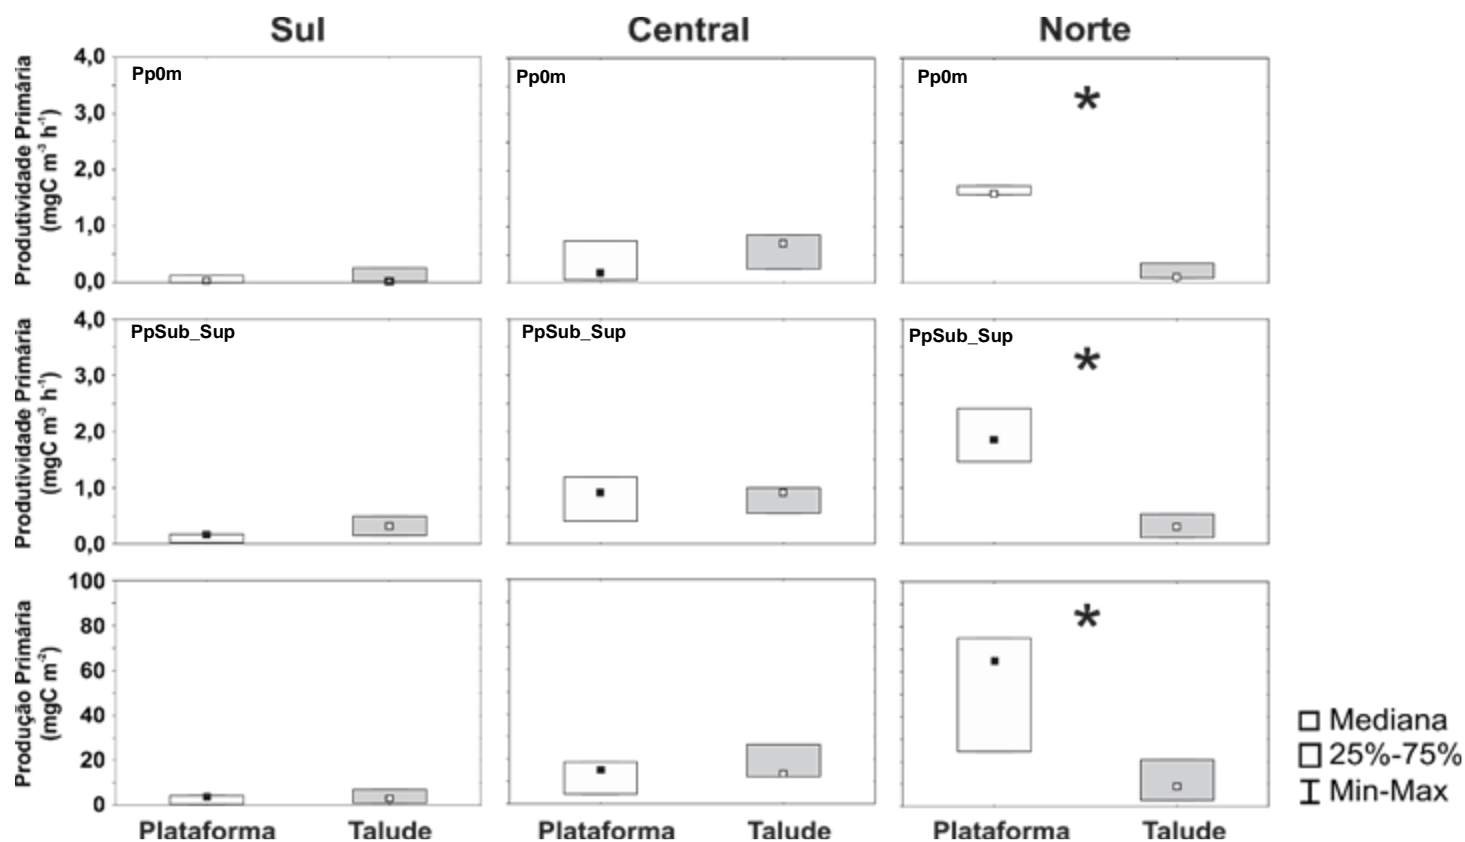 Sul Central Norte
Produtividade Primária
(mgC m-3 h-1)
4,0
3,0
2,0
1,0
0,0
Pp0m
Pp0m
Pp0m
*
Produtividade Primária
(mgC m-3 h-1)
4,0
3,0
2,0
1,0
0,0
PpSub_Sup
PpSub_Sup
PpSub_Sup
*
Produção Primária
(mgC m-2)
100
80
60
40
20
0
*
Plataforma Talude Plataforma Talude Plataforma Talude
Mediana
25%-75%
Min-Max